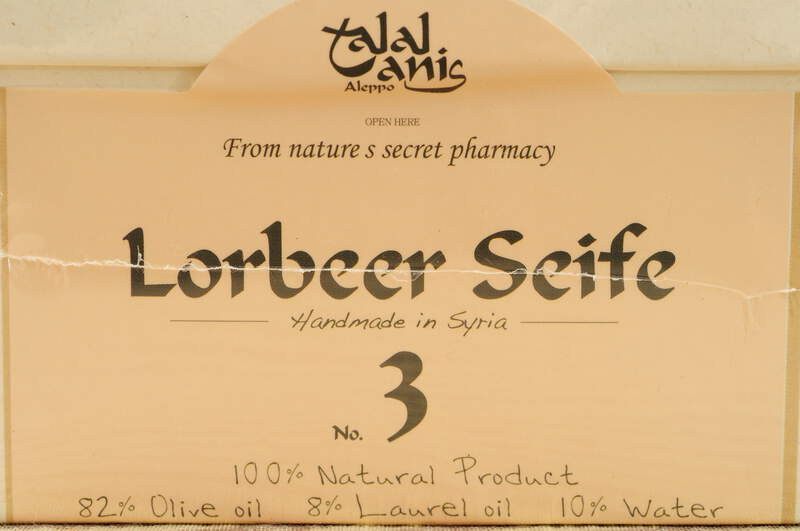 Talal
anis
Aleppo
OPEN HERE
From nature s secret pharmacy
Lorbeer Seife
Handmade in Syria
No. 3
100% Natural Product
82% Olive oil 8% Laurel oil 10% Water